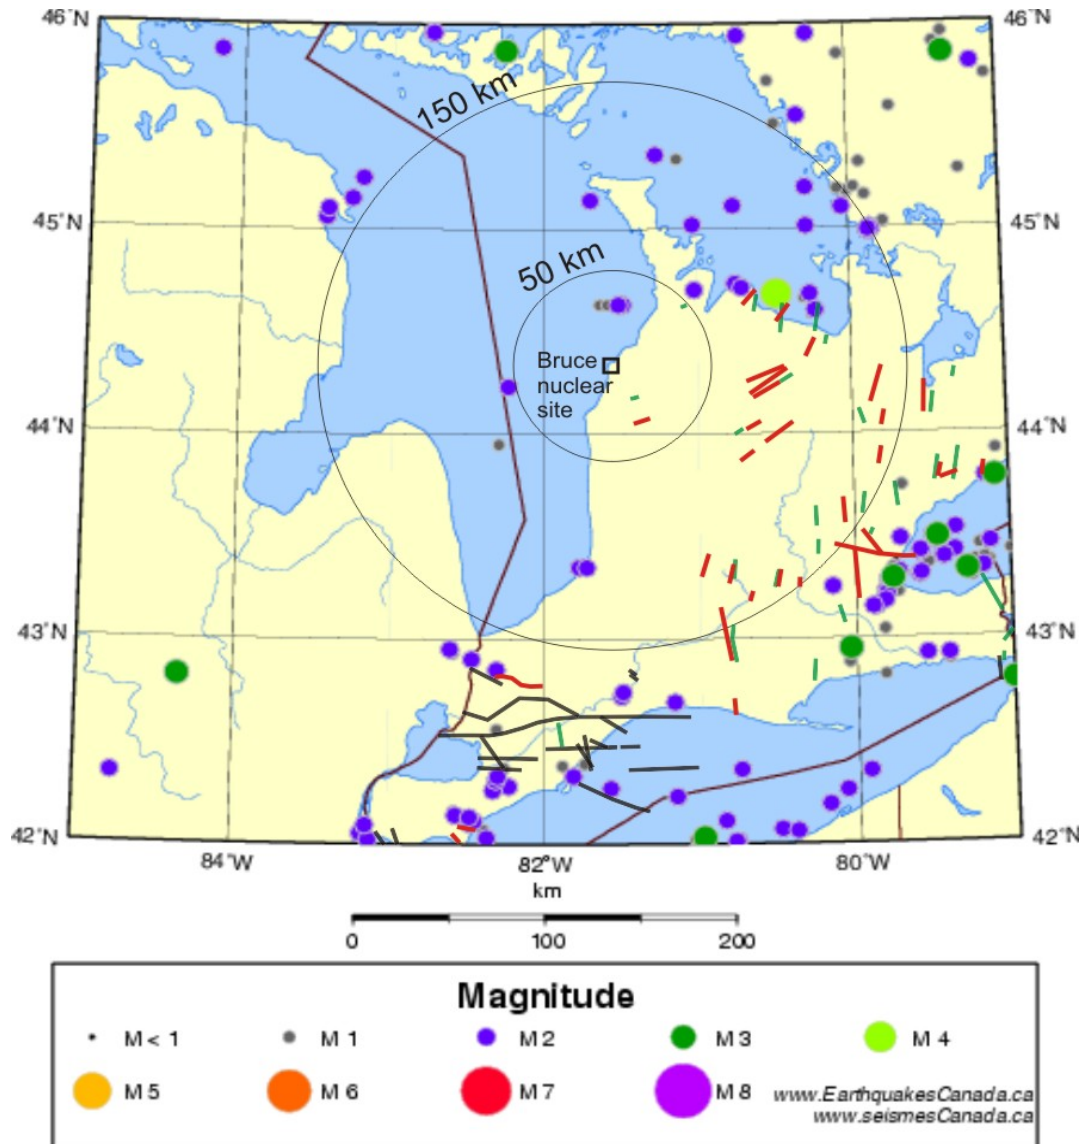 46°N
46°N
150 km
45°N
45°N
50 km
Bruce
nuclear
site
44°N
44°N
43°N
43°N
42°N
42°N
84°W
82°W
80°W
km
0
100
200
Magnitude
M < 1
M 1
M 2
M 3
M 4
M 5
M 6
M 7
M 8
www.EarthquakesCanada.ca
www.seismesCanada.ca